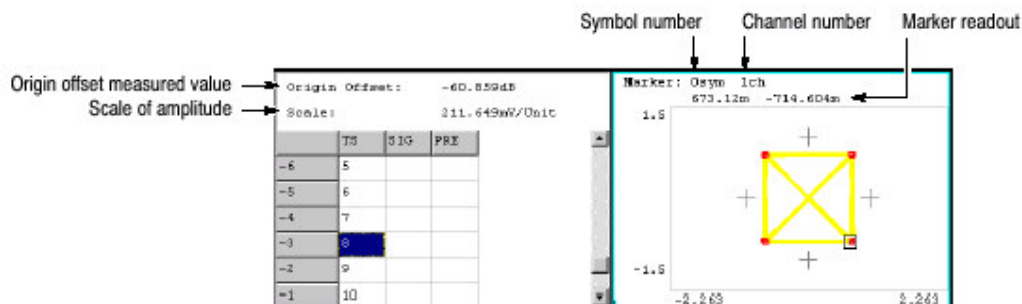 Symbol number Channel number Marker readout
Origin offset measured value
Scale of amplitude
Origin Offset: -60.859dB
Scale: 211.649mV/Unit
TS SIG PRE
-6 5
-5 6
-4 7
-3 8
-2 9
-1 10
Marker: 0sym 1ch
673.12m -714.604m
1.5
-1.5
-2.263 2.263